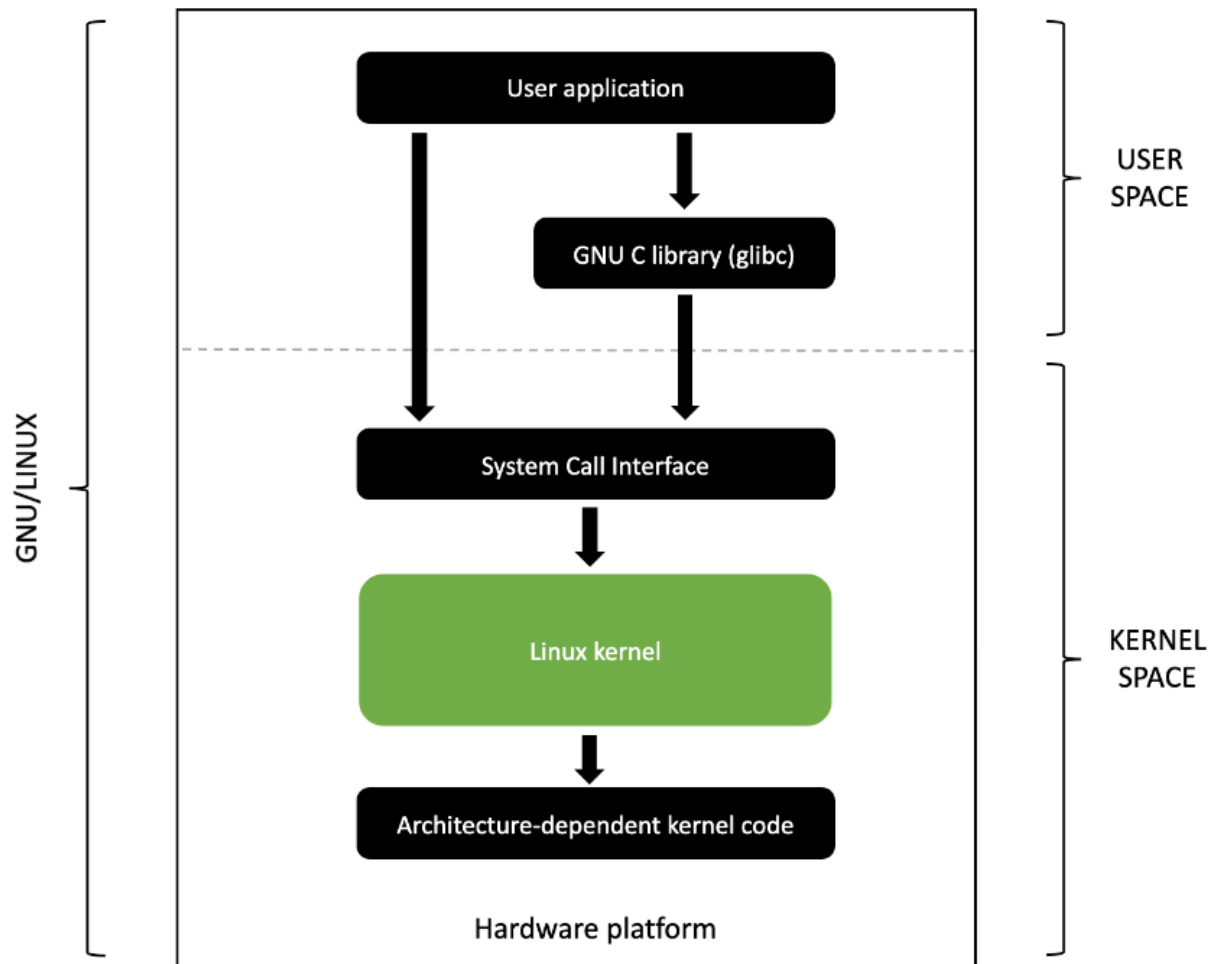 User application
USER
SPACE
GNU C library (glibc)
GNU/LINUX
System Call Interface
Linux kernel
KERNEL
SPACE
Architecture-dependent kernel code
Hardware platform